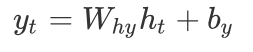 y_t = W_{hy}h_t + b_y